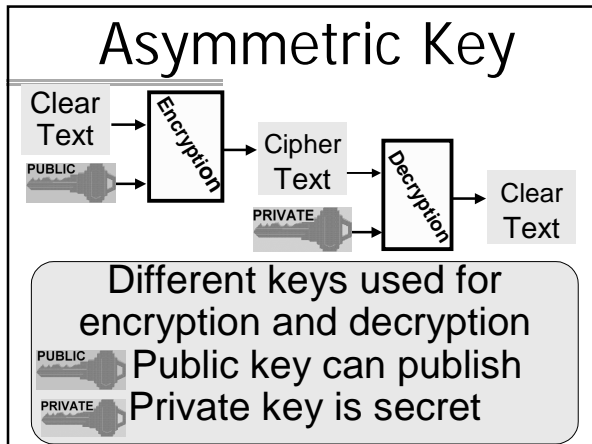 Asymmetric Key
Clear
Text
PUBLIC
Encryption
Cipher
Text
PRIVATE
Decryption
Clear
Text
Different keys used for
encryption and decryption
PUBLIC Public key can publish
PRIVATE Private key is secret